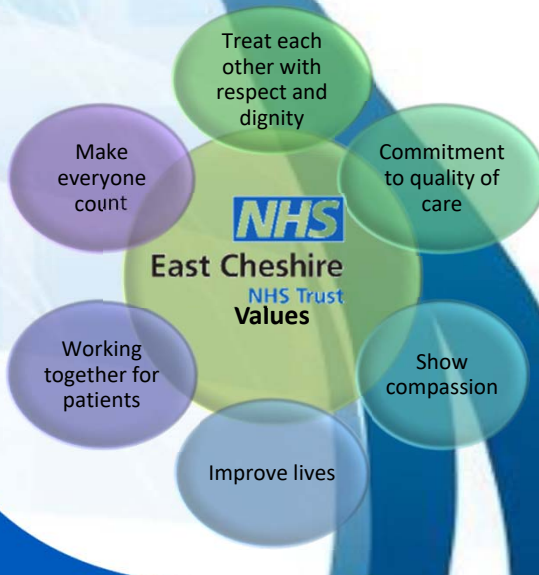 Treat each
other with
respect and
dignity
Make
everyone
count
Commitment
to quality of
care
NHS
East Cheshire
NHS Trust
Values
Working
together for
patients
Show
compassion
Improve lives